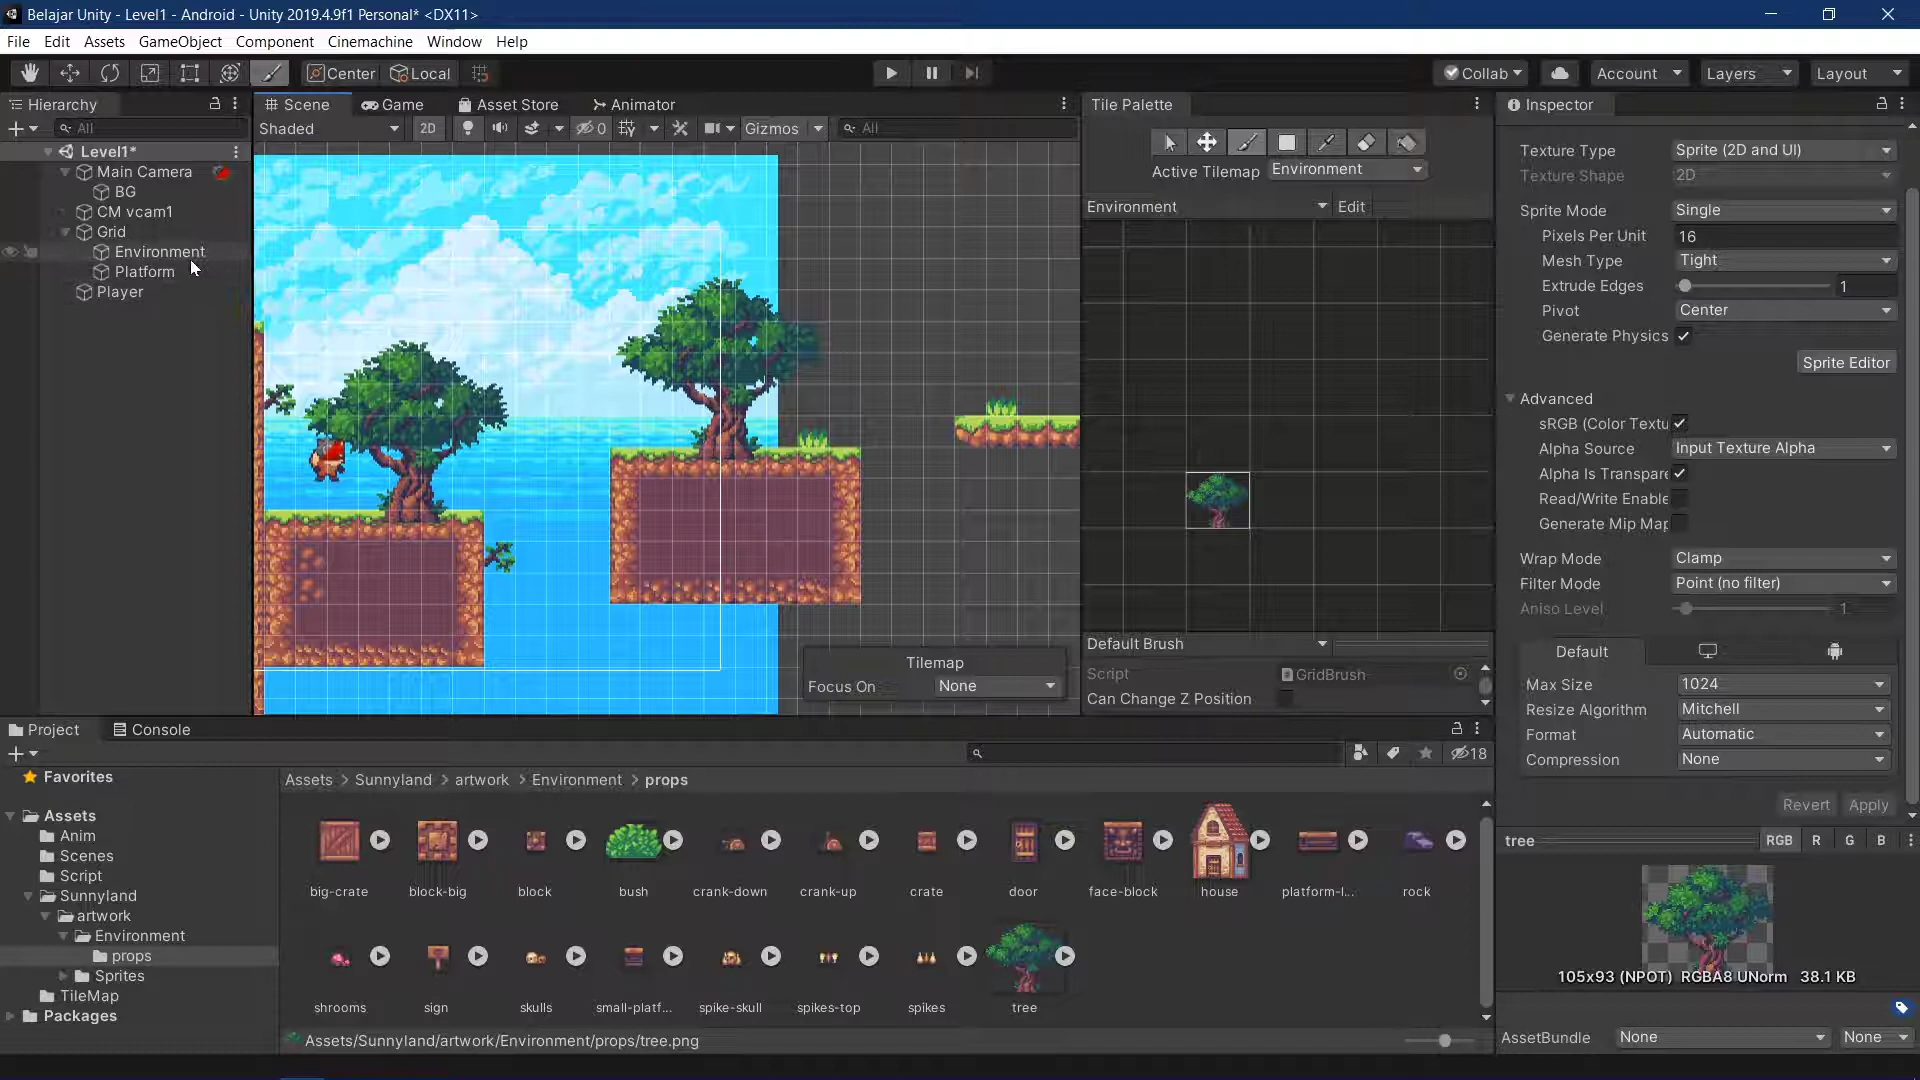 Belajar Unity - Level1 - Android - Unity 2019.4.9f1 Personal* <DX11>
File Edit Assets GameObject Component Cinemachine Window Help
Center Local Collab Account Layers Layout
Hierarchy
All
Level1*
Main Camera
BG
CM vcam1
Grid
Environment
Platform
Player
Scene Game Asset Store Animator
Shaded 2D 0 Gizmos All
Tilemap
Focus On None
Tile Palette
Active Tilemap Environment
Environment Edit
Default Brush
Script GridBrush
Can Change Z Position
Inspector
Texture Type Sprite (2D and UI)
Texture Shape 2D
Sprite Mode Single
Pixels Per Unit 16
Mesh Type Tight
Extrude Edges 1
Pivot Center
Generate Physics
Sprite Editor
Advanced
sRGB (Color Textu
Alpha Source Input Texture Alpha
Alpha Is Transpare
Read/Write Enable
Generate Mip Map
Wrap Mode Clamp
Filter Mode Point (no filter)
Aniso Level 1
Default
Max Size 1024
Resize Algorithm Mitchell
Format Automatic
Compression None
Revert Apply
tree RGB R G B
105x93 (NPOT) RGBA8 UNorm 38.1 KB
AssetBundle None None
Project Console
18
Favorites
Assets
Anim
Scenes
Script
Sunnyland
artwork
Environment
props
Sprites
TileMap
Packages
Assets > Sunnyland > artwork > Environment > props
big-crate block-big block bush crank-down crank-up crate door face-block house platform-l... rock
shrooms sign skulls small-platf... spike-skull spikes-top spikes tree
Assets/Sunnyland/artwork/Environment/props/tree.png